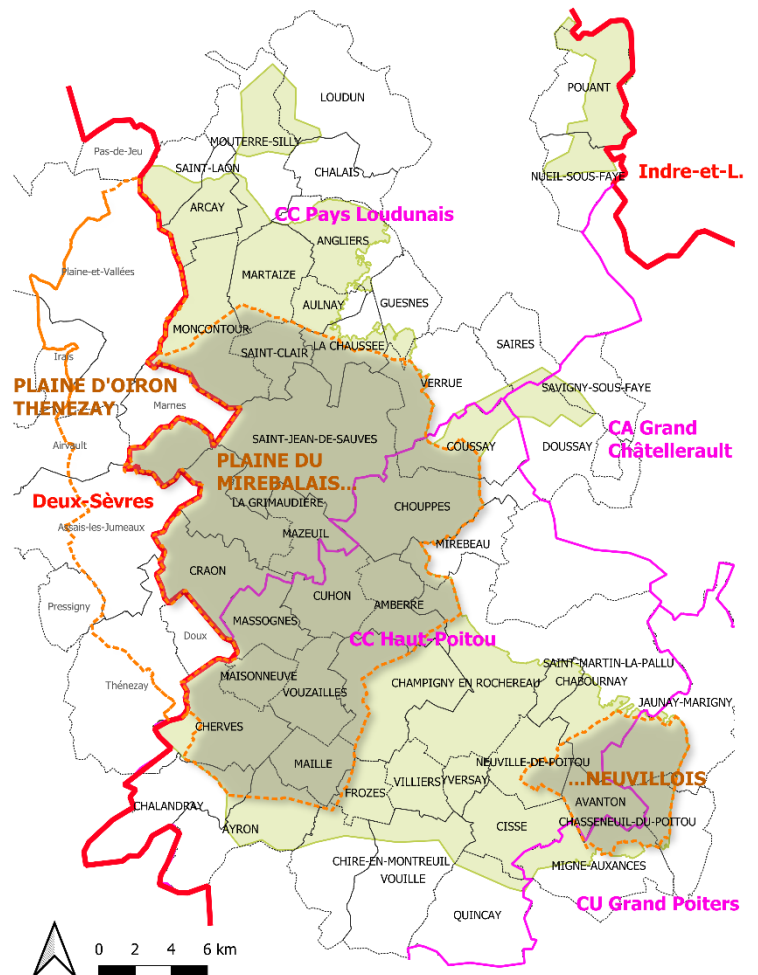 LOUDUN
POUANT
MOUTERRE-SILLY
Pas-de-Jeu
SAINT-LAON
CHALAIS
NUEIL-SOUS-FAYE
Indre-et-L.
ARCAY
CC Pays Loudunais
ANGLIERS
Plaine-et-Vallées
MARTAIZE
AULNAY
GUESNES
MONCONTOUR
LA CHAUSSEE
SAIRES
SAINT-CLAIR
Irais
VERRUE
PLAINE D'OIRON
THENEZAY
SAVIGNY-SOUS-FAYE
Marnes
CA Grand
Châtellerault
SAINT-JEAN-DE-SAUVES
COUSSAY
DOUSSAY
Airvault
PLAINE DU
MIREBALAIS...
Deux-Sèvres
LA GRIMAUDIÈRE
CHOUPPES
Assais-les-Jumeaux
MAZEUIL
MIREBEAU
CRAON
CUHON
AMBERRE
Pressigny
MASSOGNES
Doux
CC Haut-Poitou
SAINT-MARTIN-LA-PALLU
MAISONNEUVE
CHAMPIGNY EN ROCHEREAU
CHABOURNAY
Thénezay
VOUZAILLES
JAUNAY-MARIGNY
CHERVES
MAILLE
NEUVILLE-DE-POITOU
VILLIERS
YVERSAY
...NEUVILLOIS
FROZES
CHALANDRAY
AVANTON
AYRON
CISSE
CHASSENEUIL-DU-POITOU
CHIRE-EN-MONTREUIL
MIGNE-AUXANCES
VOUILLE
QUINCAY
CU Grand Poiters
0 2 4 6 km